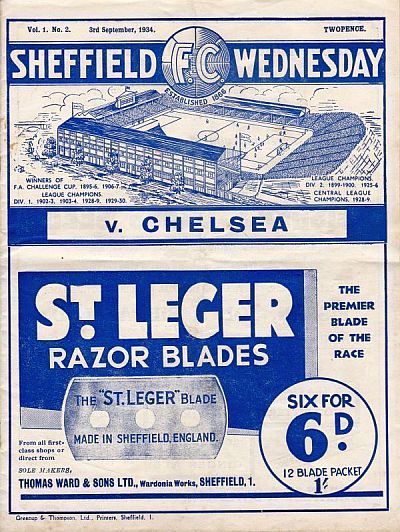 Vol. 1. No. 2. 3rd September, 1934. TWOPENCE.
SHEFFIELD F.C. WEDNESDAY
ESTABLISHED 1866
WINNERS OF
F.A. CHALLENGE CUP. 1895-6, 1906-7.
LEAGUE CHAMPIONS.
DIV. 1. 1902-3, 1903-4, 1928-9, 1929-30.
LEAGUE CHAMPIONS.
DIV 2. 1899-1900, 1925-6
CENTRAL LEAGUE
CHAMPIONS. 1928-9.
v. CHELSEA
ST. LEGER
RAZOR BLADES
THE PREMIER
BLADE
OF THE
RACE
THE "ST. LEGER" BLADE
MADE IN SHEFFIELD, ENGLAND.
SIX FOR
6D.
12 BLADE PACKET
1/-
From all first-
class shops or
direct from
SOLE MAKERS,
THOMAS WARD & SONS LTD., Wardonia Works, SHEFFIELD, 1.
Greenup & Thompson, Ltd., Printers, Sheffield, 1.